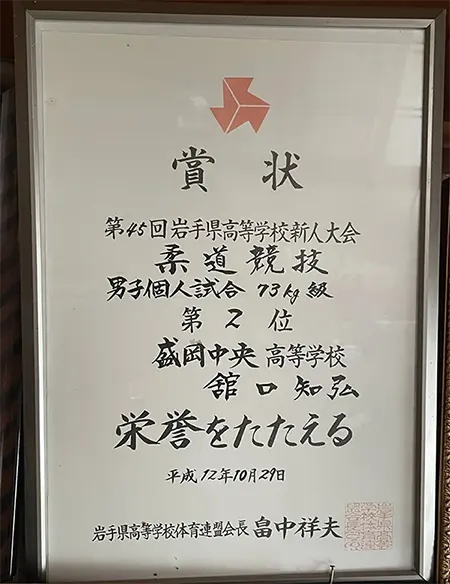 賞状
第45回岩手県高等学校新人大会
柔道競技
男子個人試合 73kg級
第2位
盛岡中央高等学校
舘口知弘
栄誉をたたえる
平成12年10月29日
岩手県高等学校体育連盟会長 畠中祥夫